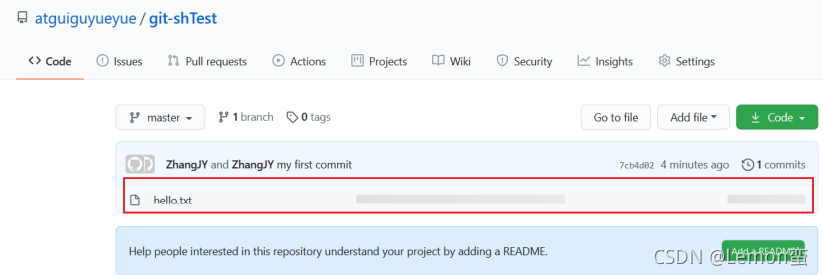 atguiguyueyue / git-shTest
Code Issues Pull requests Actions Projects Wiki Security Insights Settings
master 1 branch 0 tags Go to file Add file Code
ZhangJY and ZhangJY my first commit 7cb4d02 4 minutes ago 1 commits
hello.txt
Help people interested in this repository understand your project by adding a README. Add a README
CSDN @Lemon蛍